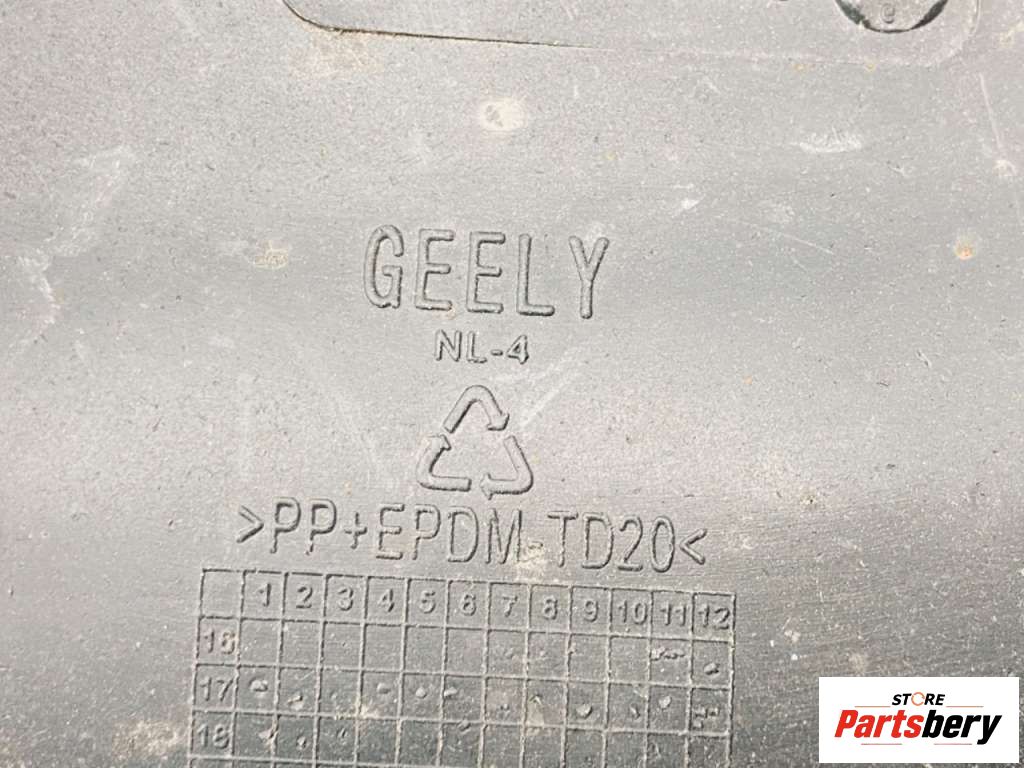 GEELY
NL-4
>PP+EPDM-TD20<
1 2 3 4 5 6 7 8 9 10 11 12
16
17
18
STORE
Partsbery